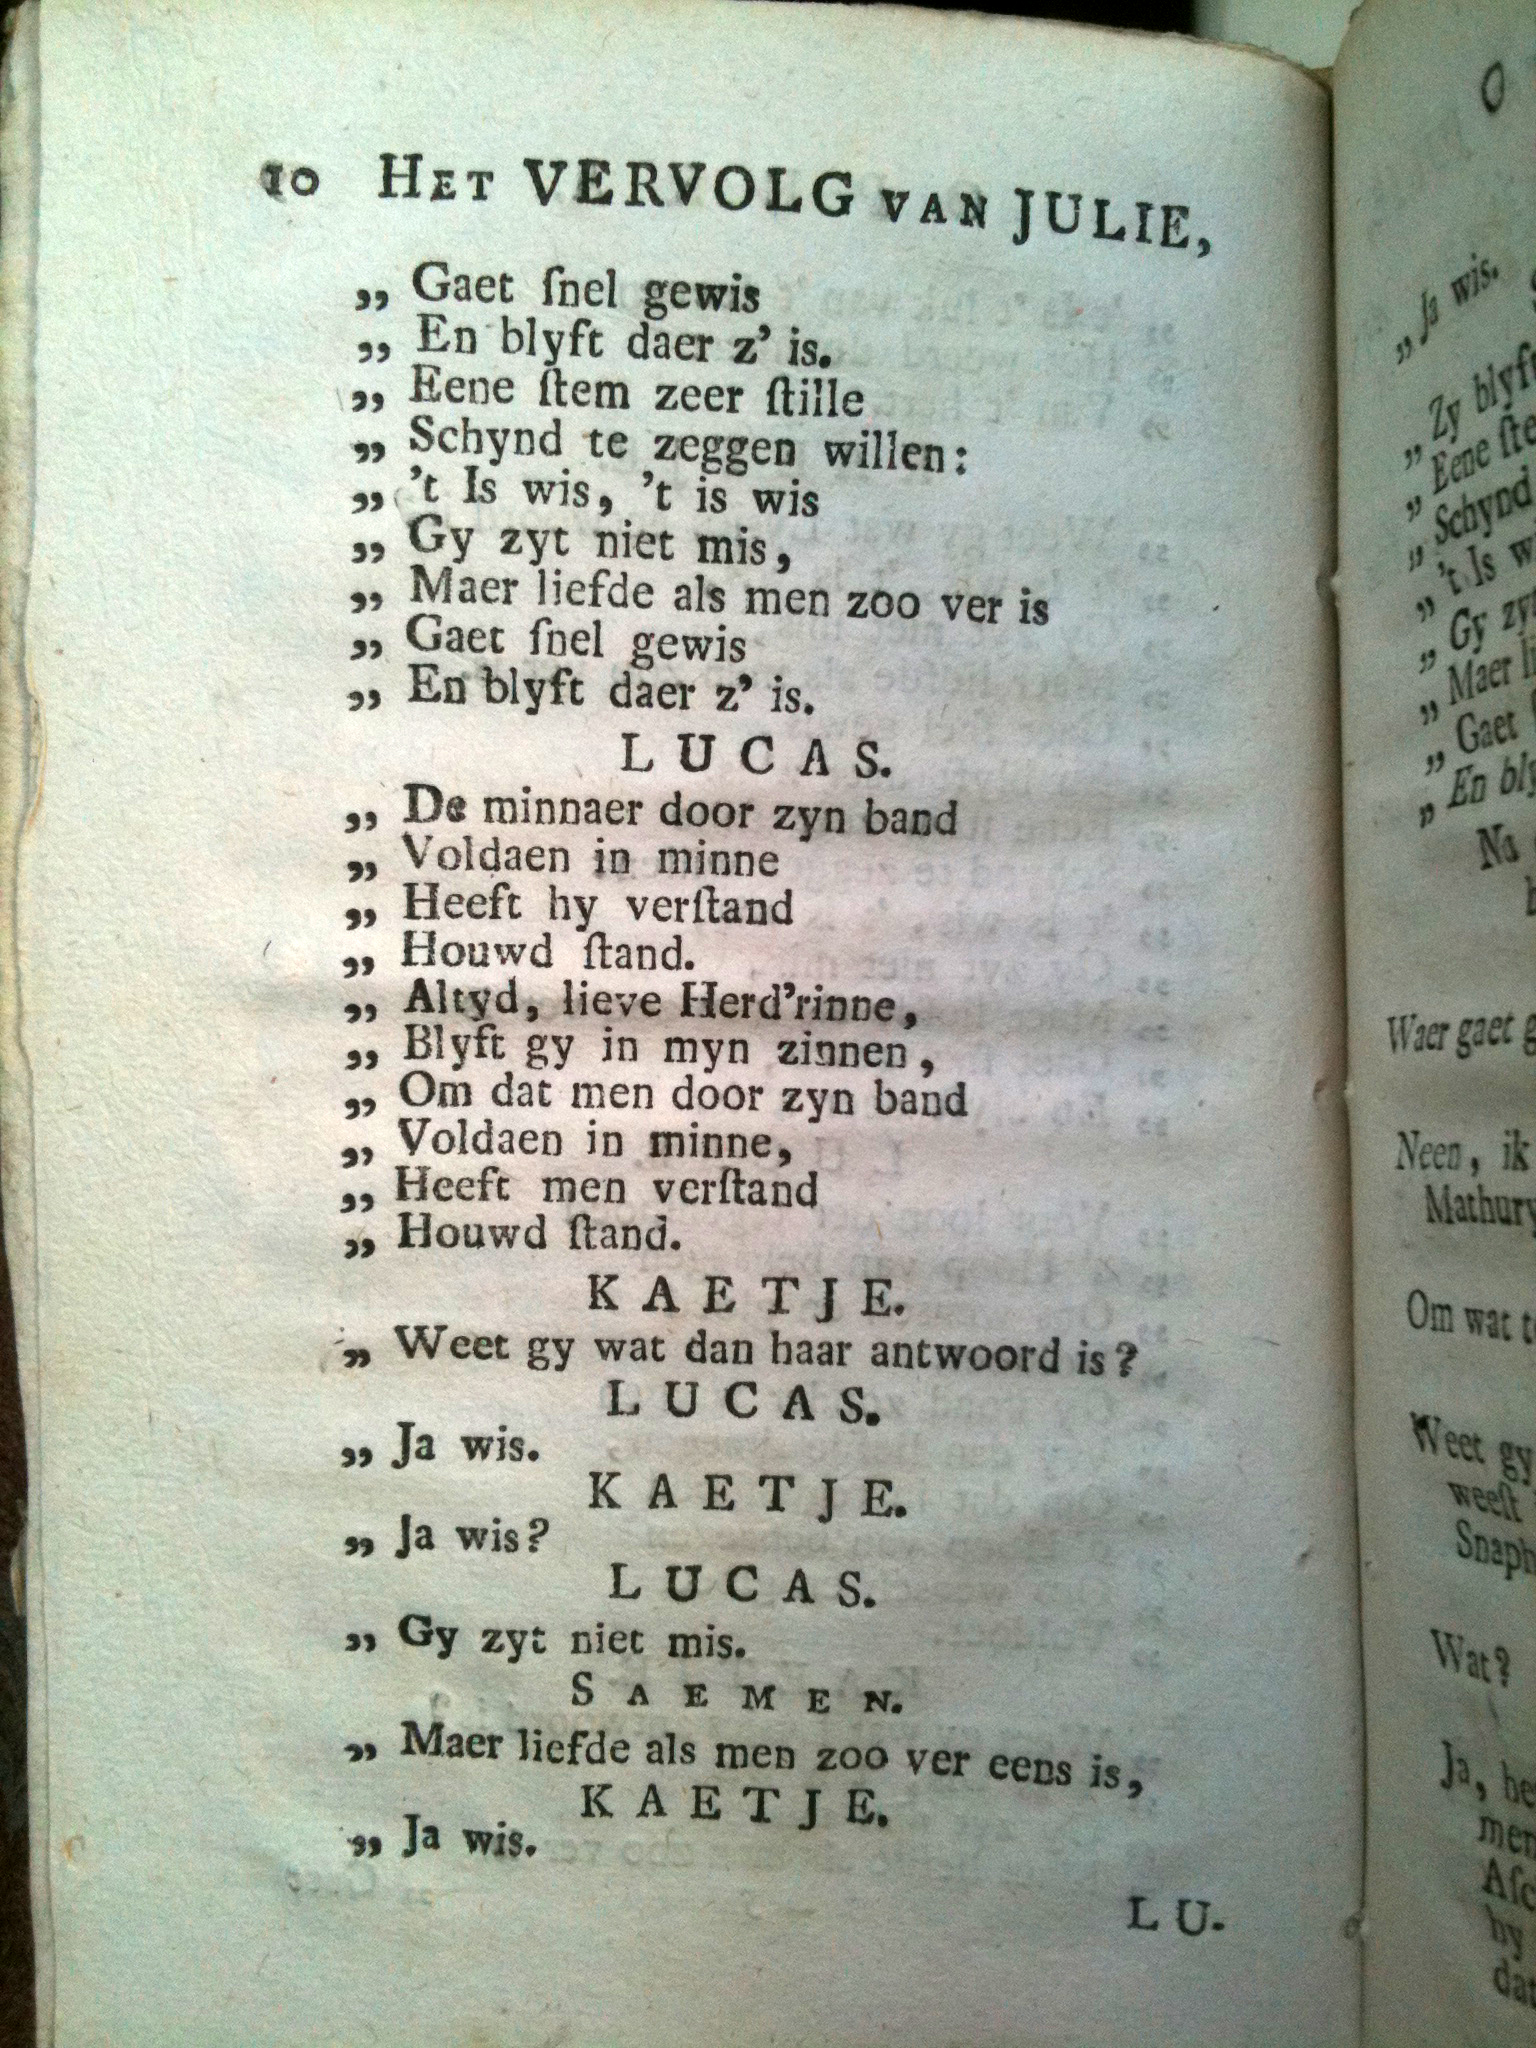 10 HET VERVOLG VAN JULIE,
„ Gaet ſnel gewis
„ En blyft daer z' is.
„ Eene ſtem zeer ſtille
„ Schynd te zeggen willen:
„ 't Is wis, 't is wis
„ Gy zyt niet mis,
„ Maer liefde als men zoo ver is
„ Gaet ſnel gewis
„ En blyft daer z' is.
LUCAS.
„ De minnaer door zyn band
„ Voldaen in minne
„ Heeft hy verſtand
„ Houwd ſtand.
„ Altyd, lieve Herd'rinne,
„ Blyft gy in myn zinnen,
„ Om dat men door zyn band
„ Voldaen in minne,
„ Heeft men verſtand
„ Houwd ſtand.
KAETJE.
„ Weet gy wat dan haar antwoord is?
LUCAS.
„ Ja wis.
KAETJE.
„ Ja wis?
LUCAS.
„ Gy zyt niet mis.
SAEMEN.
„ Maer liefde als men zoo ver eens is,
KAETJE.
„ Ja wis.
LU.
O
„ Ja wis.
„ Zy blyft
„ Eene
„ Schynd
„ 't Is
„ Gy
„ Maer
„ Gaet
„ En
Na
Waer gaet
Neen, ik
Om wat
Weet gy
weeſt
Wat?
Ja,
hy